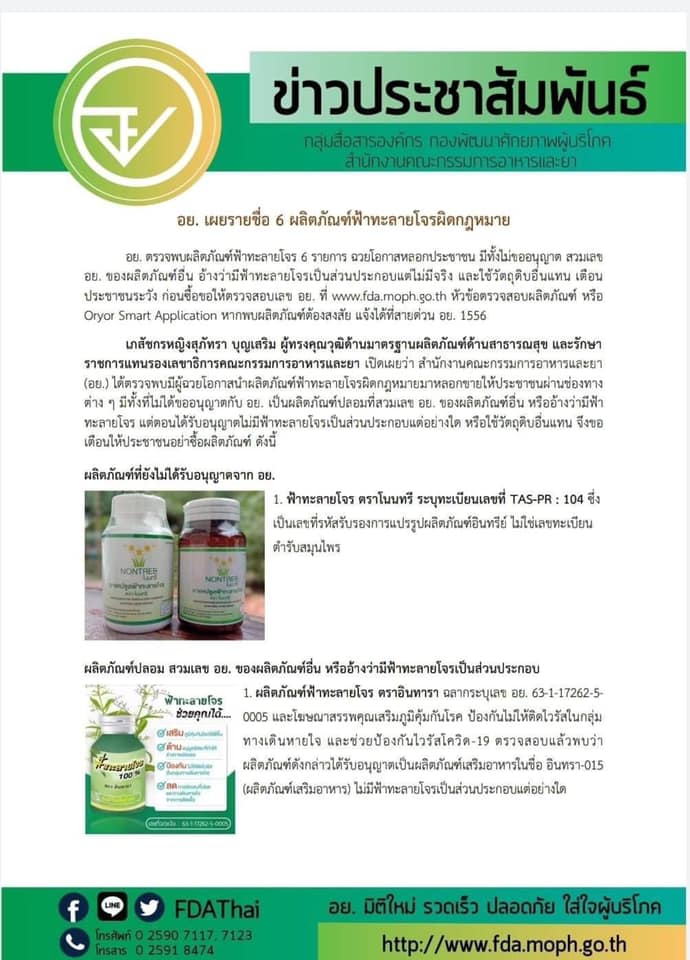 ข่าวประชาสัมพันธ์
กลุ่มสื่อสารองค์กร กองพัฒนาศักยภาพผู้บริโภค
สำนักงานคณะกรรมการอาหารและยา
อย. เผยรายชื่อ 6 ผลิตภัณฑ์ฟ้าทะลายโจรผิดกฎหมาย
อย. ตรวจพบผลิตภัณฑ์ฟ้าทะลายโจร 6 รายการ ฉวยโอกาสหลอกประชาชน มีทั้งไม่ขออนุญาต สวมเลข
อย. ของผลิตภัณฑ์อื่น อ้างว่ามีฟ้าทะลายโจรเป็นส่วนประกอบแต่ไม่มีจริง และใช้วัตถุดิบอื่นแทน เตือน
ประชาชนระวัง ก่อนซื้อขอให้ตรวจสอบเลข อย. ที่ www.fda.moph.go.th หัวข้อตรวจสอบผลิตภัณฑ์ หรือ
Oryor Smart Application หากพบผลิตภัณฑ์ต้องสงสัย แจ้งได้ที่สายด่วน อย. 1556
เภสัชกรหญิงสุภัทรา บุญเสริม ผู้ทรงคุณวุฒิด้านมาตรฐานผลิตภัณฑ์ด้านสาธารณสุข และรักษา
ราชการแทนรองเลขาธิการคณะกรรมการอาหารและยา เปิดเผยว่า สำนักงานคณะกรรมการอาหารและยา
(อย.) ได้ตรวจพบมีผู้ฉวยโอกาสนำผลิตภัณฑ์ฟ้าทะลายโจรผิดกฎหมายมาหลอกขายให้ประชาชนผ่านช่องทาง
ต่าง ๆ มีทั้งที่ไม่ได้ขออนุญาตกับ อย. เป็นผลิตภัณฑ์ปลอมที่สวมเลข อย. ของผลิตภัณฑ์อื่น หรืออ้างว่ามีฟ้า
ทะลายโจร แต่ตอนได้รับอนุญาตไม่มีฟ้าทะลายโจรเป็นส่วนประกอบแต่อย่างใด หรือใช้วัตถุดิบอื่นแทน จึงขอ
เตือนให้ประชาชนอย่าซื้อผลิตภัณฑ์ ดังนี้
ผลิตภัณฑ์ที่ยังไม่ได้รับอนุญาตจาก อย.
1. ฟ้าทะลายโจร ตราโนนทรี ระบุทะเบียนเลขที่ TAS-PR : 104 ซึ่ง
เป็นเลขที่รหัสรับรองการแปรรูปผลิตภัณฑ์อินทรีย์ ไม่ใช่เลขทะเบียน
ตำรับสมุนไพร
NONTREE
โนนทรี
NONTREE
โนนทรี
ผลิตภัณฑ์ปลอม สวมเลข อย. ของผลิตภัณฑ์อื่น หรืออ้างว่ามีฟ้าทะลายโจรเป็นส่วนประกอบ
ฟ้าทะลายโจร
ช่วยคุณได้....
เสริม
ต้าน
ป้องกัน
ลด
ฟ้าทะลายโจร
100 %
63-1-17262-5-0005
1. ผลิตภัณฑ์ฟ้าทะลายโจร ตราอินทารา ฉลากระบุเลข อย. 63-1-17262-5-
0005 และโฆษณาสรรพคุณเสริมภูมิคุ้มกันโรค ป้องกันไม่ให้ติดไวรัสในกลุ่ม
ทางเดินหายใจ และช่วยป้องกันไวรัสโควิด-19 ตรวจสอบแล้วพบว่า
ผลิตภัณฑ์ดังกล่าวได้รับอนุญาตเป็นผลิตภัณฑ์เสริมอาหารในชื่อ อินทรา-015
(ผลิตภัณฑ์เสริมอาหาร) ไม่มีฟ้าทะลายโจรเป็นส่วนประกอบแต่อย่างใด
LINE
FDAThai
โทรศัพท์ 0 2590 7117, 7123
โทรสาร 0 2591 8474
อย. มิติใหม่ รวดเร็ว ปลอดภัย ใส่ใจผู้บริโภค
http://www.fda.moph.go.th